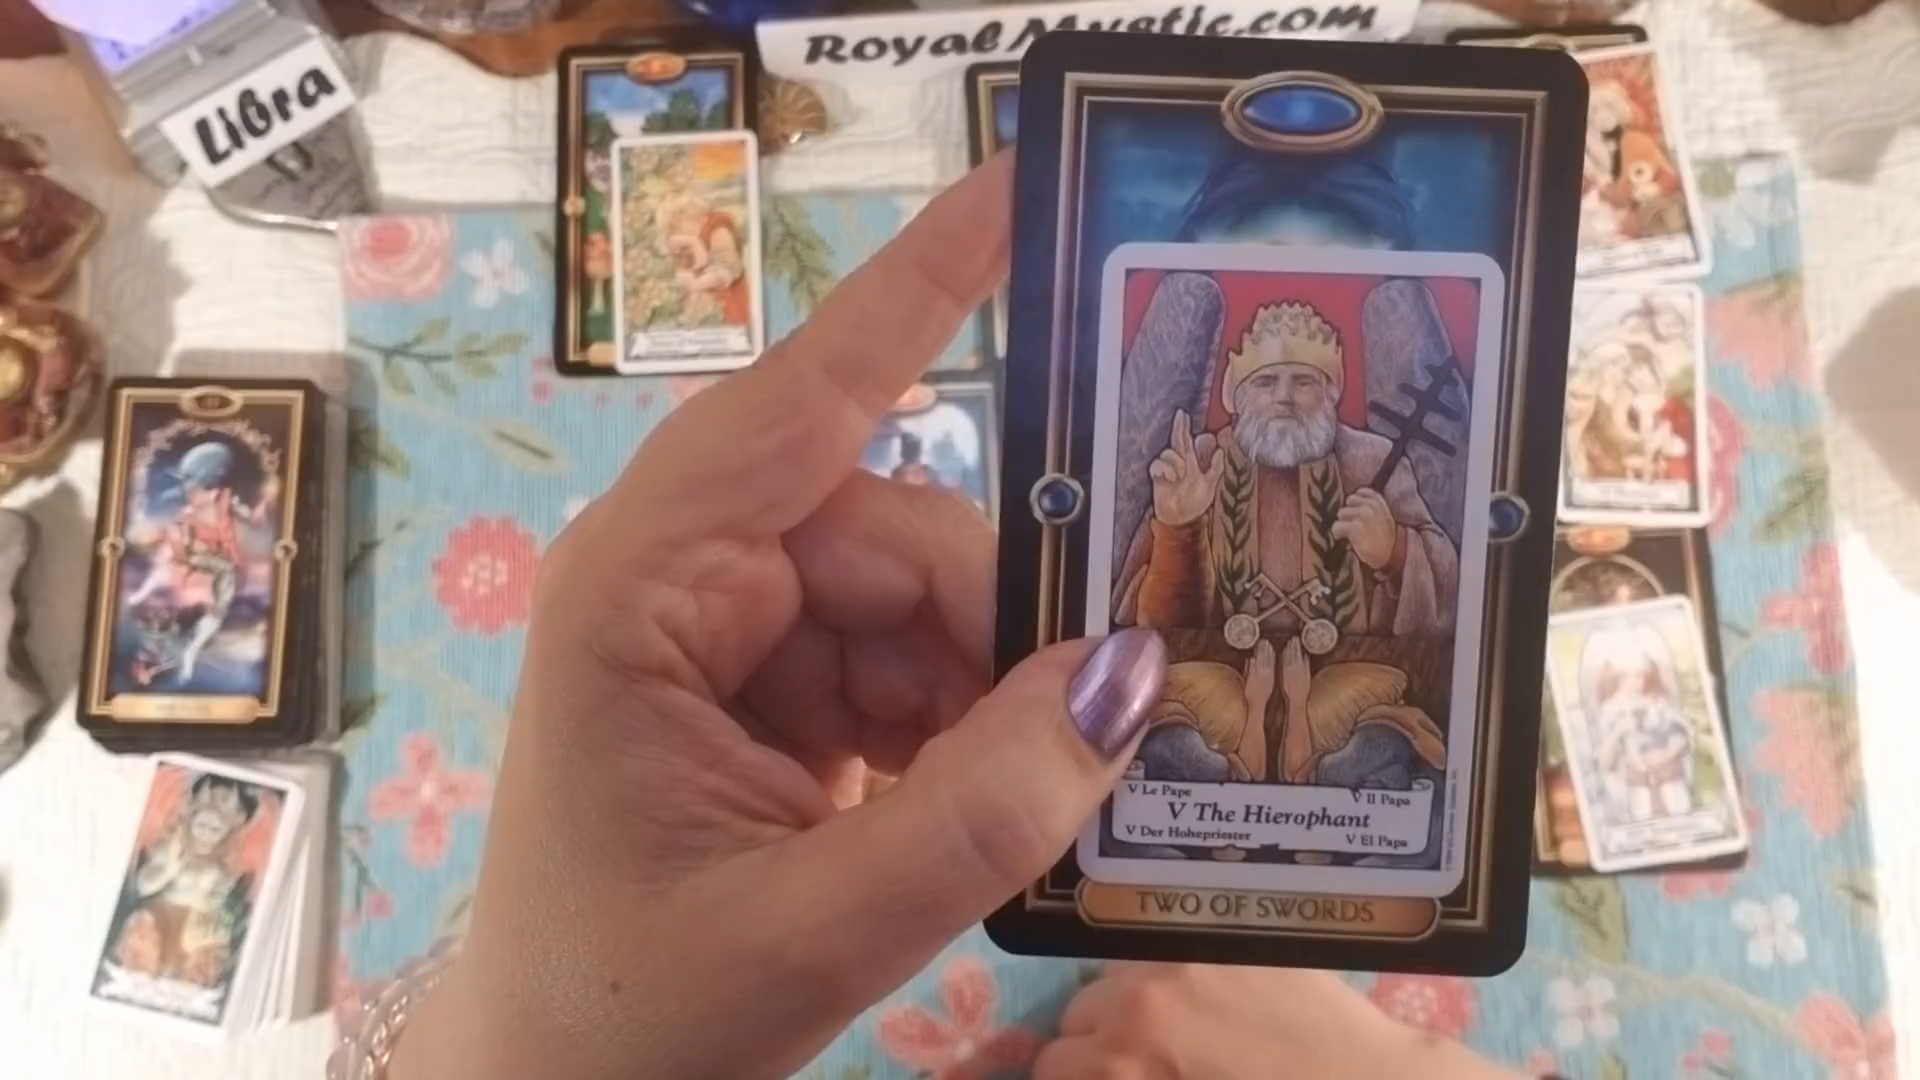 RoyalMystic.com
Libra
V Le Pape
V Il Papa
V The Hierophant
V Der Hohepriester
V El Papa
TWO OF SWORDS